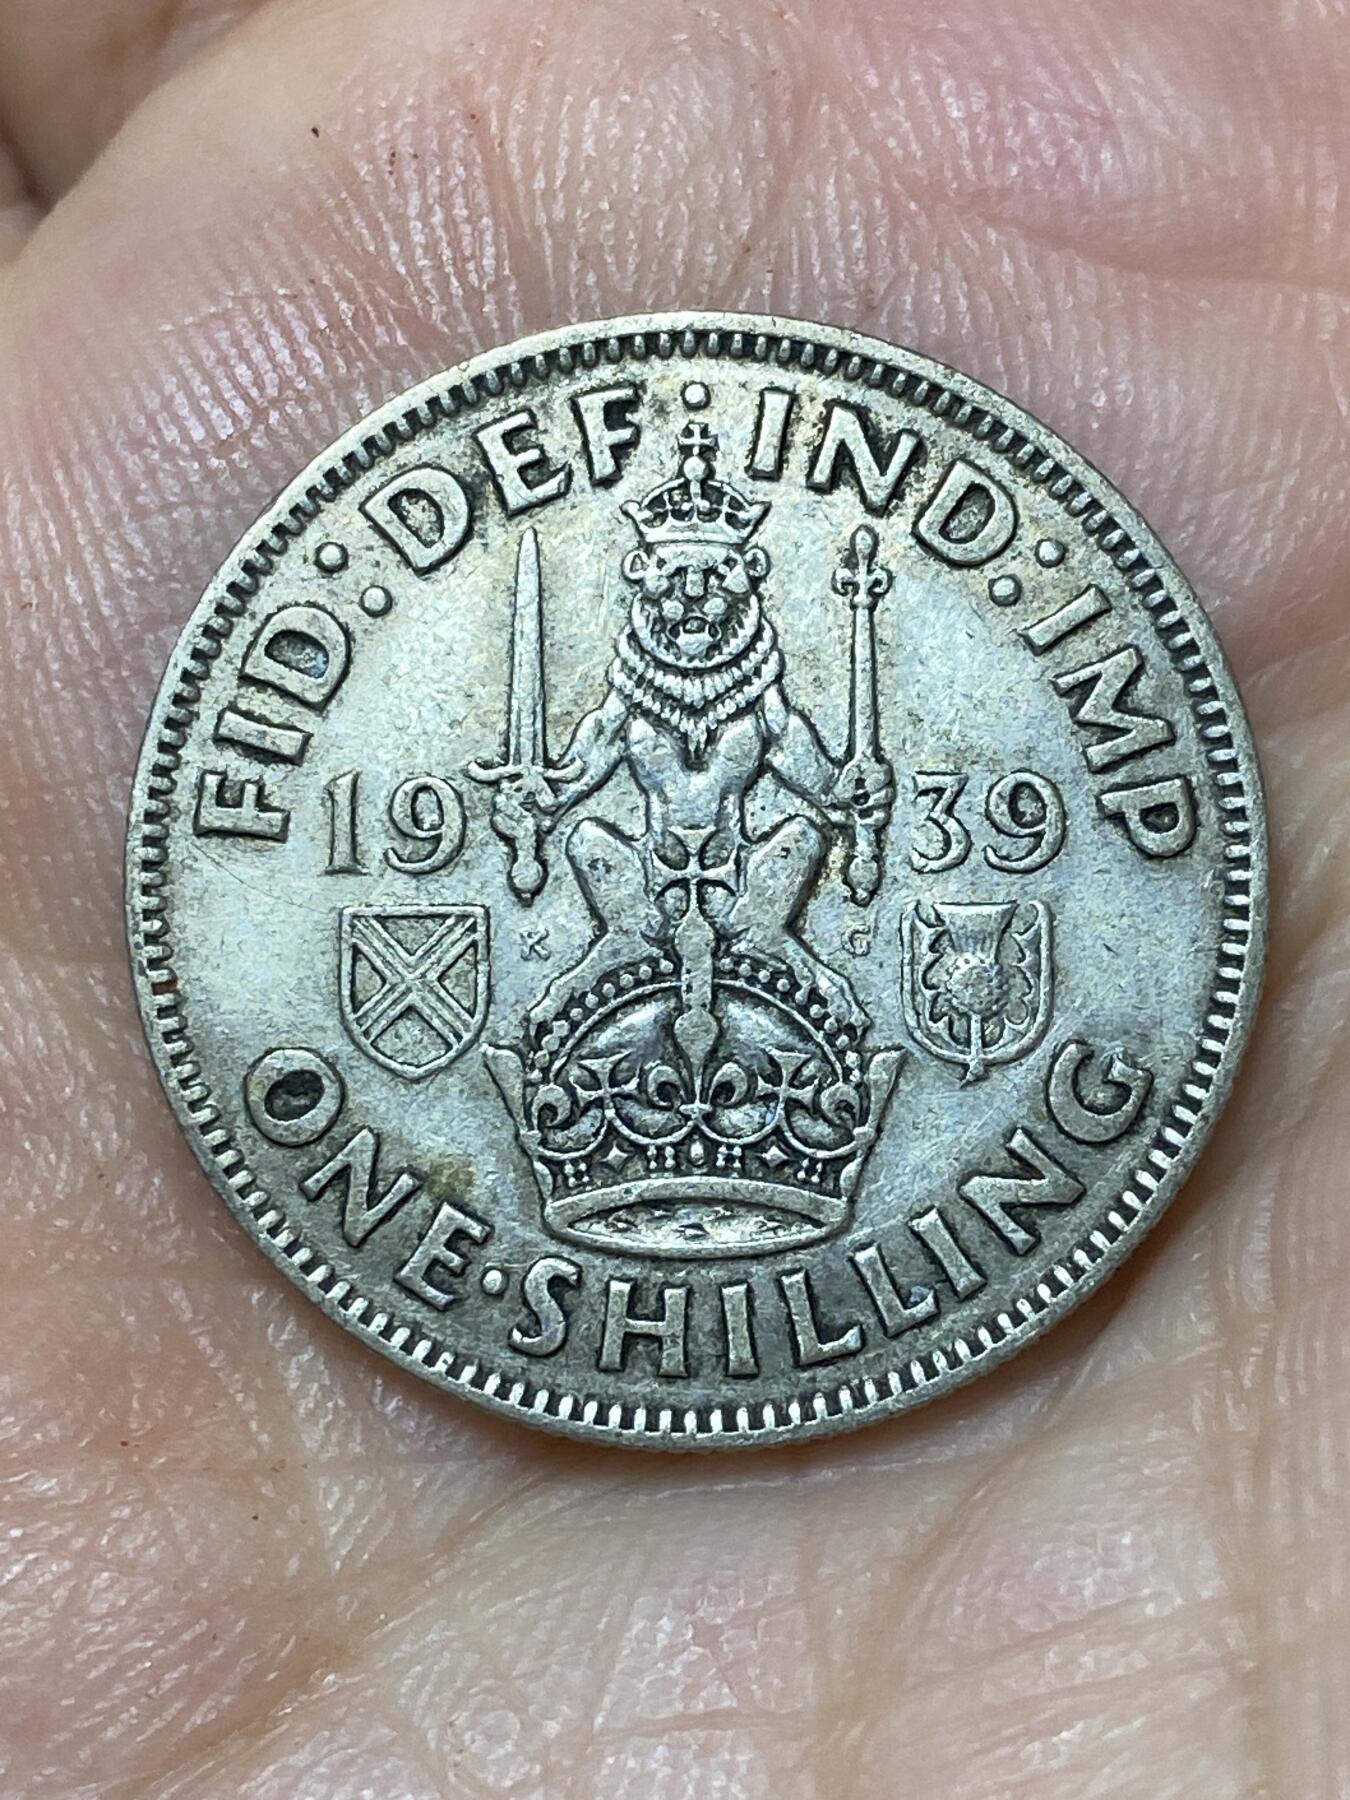 FID: DEF: IND: IMP
1939
K G
ONE·SHILLING